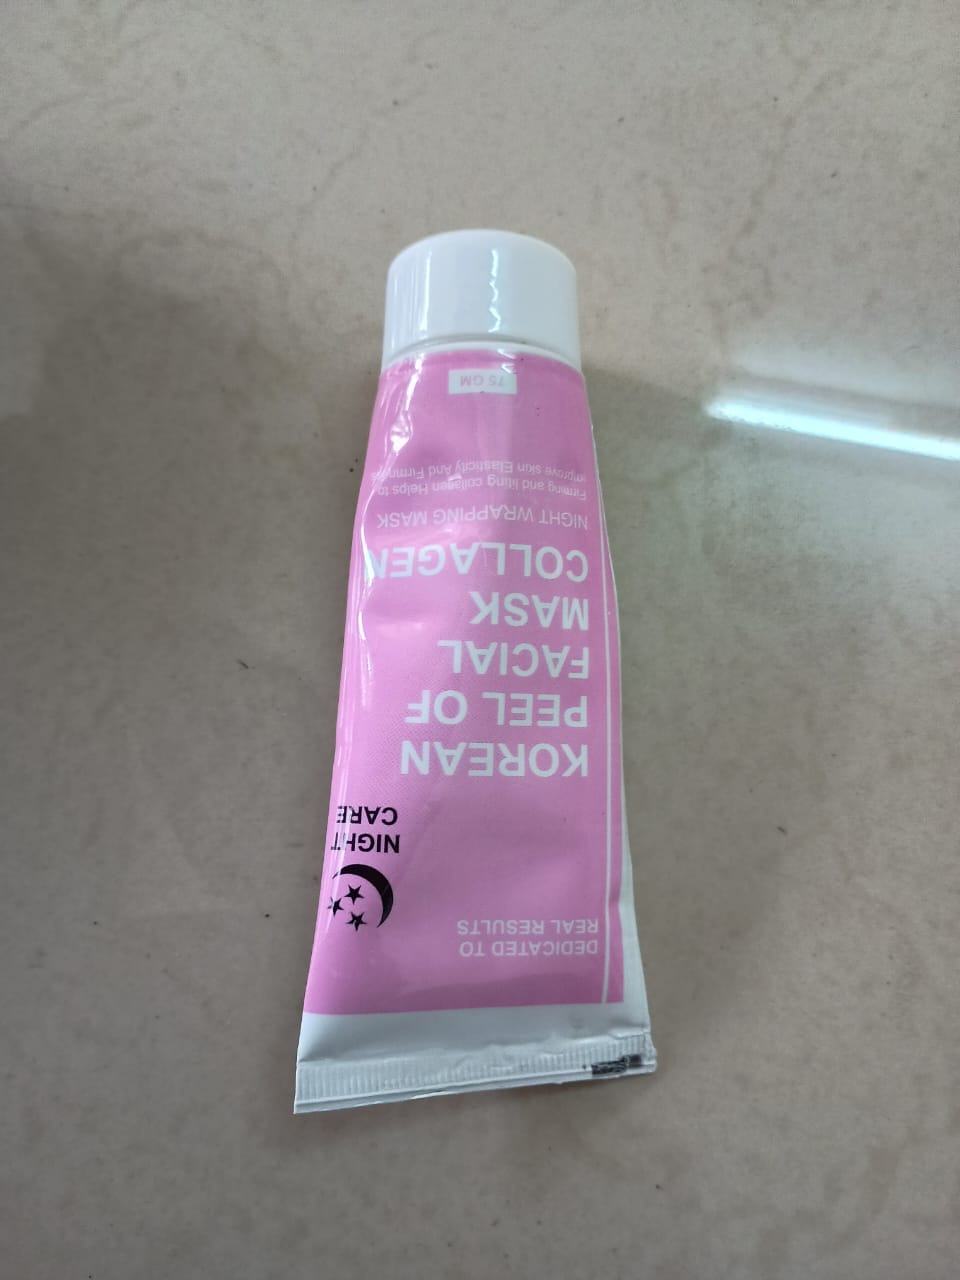 DEDICATED TO
REAL RESULTS
NIGHT
CARE
KOREAN
PEEL OF
FACIAL
MASK
COLLAGEN
NIGHT WRAPPING MASK
Firming and liting collagen Helps to
improve skin Elasticity And Firmness
75 GM